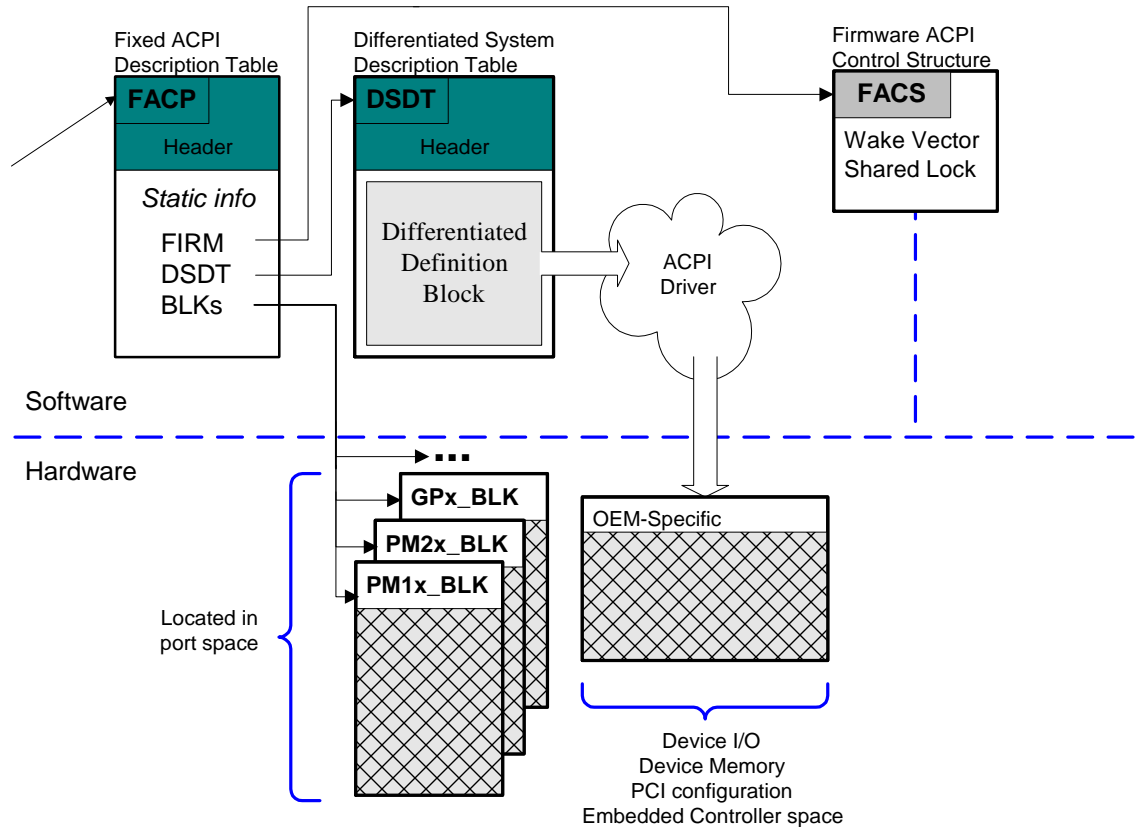 Fixed ACPI
Description Table
FACP
Header
Static info
FIRM
DSDT
BLKs
Differentiated System
Description Table
DSDT
Header
Differentiated
Definition
Block
ACPI
Driver
Firmware ACPI
Control Structure
FACS
Wake Vector
Shared Lock
Software
Hardware
...
GPx_BLK
PM2x_BLK
PM1x_BLK
Located in
port space
OEM-Specific
Device I/O
Device Memory
PCI configuration
Embedded Controller space